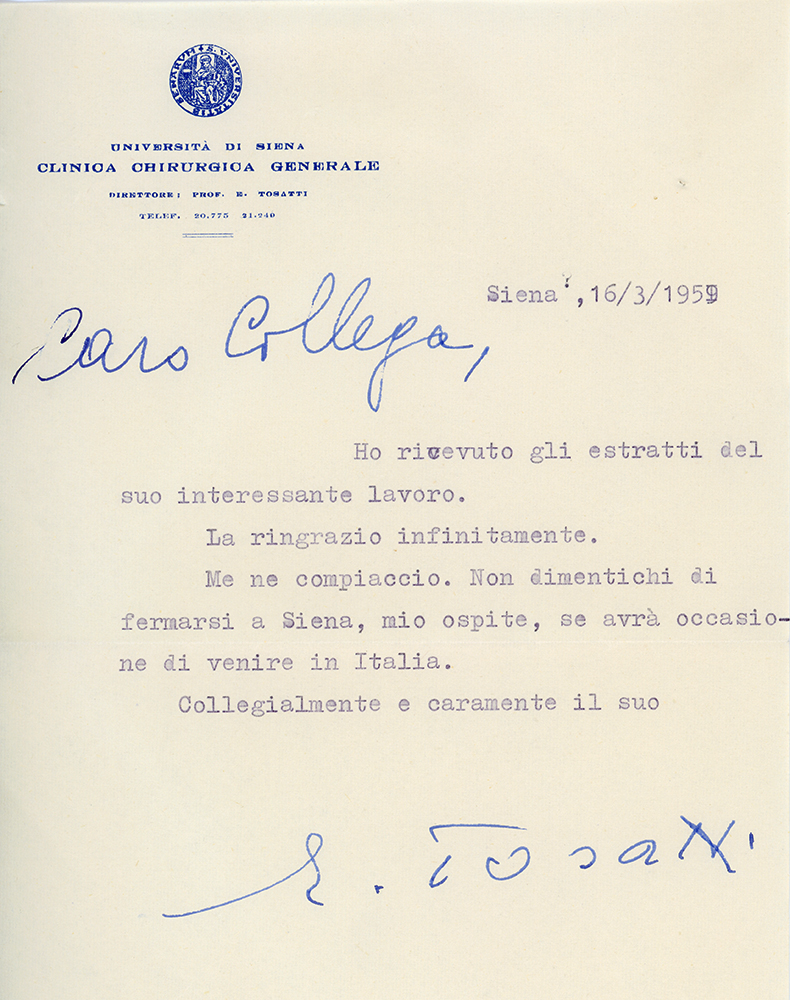 SENARVM ✦ S. VNIVERSITATIS
UNIVERSITÀ DI SIENA
CLINICA CHIRURGICA GENERALE
DIRETTORE: PROF. E. TOSATTI
TELEF. 20.775 21.240
Siena ,16/3/1959
Caro Collega,
Ho ricevuto gli estratti del
suo interessante lavoro.
La ringrazio infinitamente.
Me ne compiaccio. Non dimentichi di
fermarsi a Siena, mio ospite, se avrà occasio-
ne di venire in Italia.
Collegialmente e caramente il suo
E. Tosatti